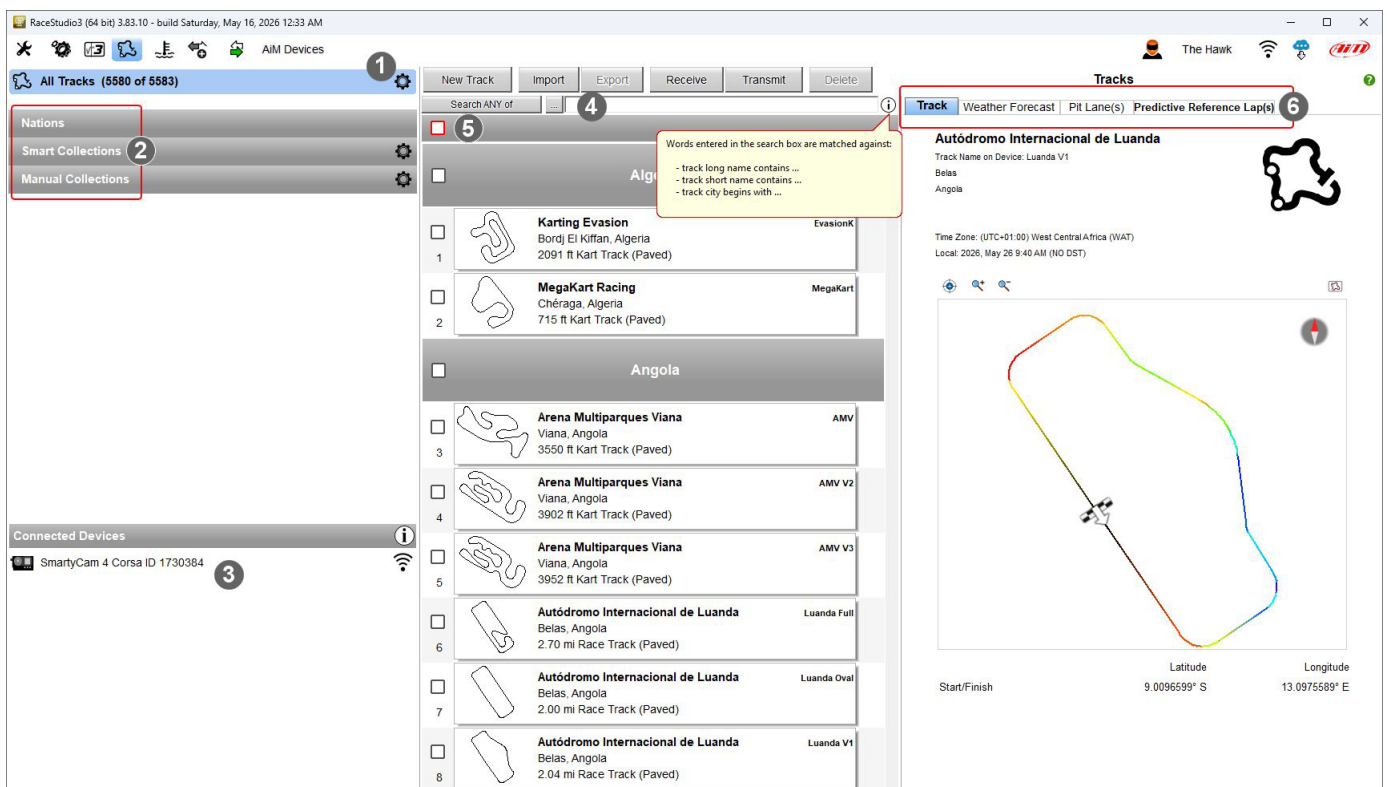 RaceStudio3 (64 bit) 3.83.10 - build Saturday, May 16, 2026 12:33 AM
AiM Devices
The Hawk
AiM
1
All Tracks (5580 of 5583)
Nations
Smart Collections
2
Manual Collections
Connected Devices
SmartyCam 4 Corsa ID 1730384
3
New Track
Import
Export
Receive
Transmit
Delete
Search ANY of
...
4
5
Words entered in the search box are matched against:
- track long name contains ...
- track short name contains ...
- track city begins with ...
Alge
Karting Evasion
EvasionK
Bordj El Kiffan, Algeria
2091 ft Kart Track (Paved)
1
MegaKart Racing
MegaKart
Chéraga, Algeria
715 ft Kart Track (Paved)
2
Angola
Arena Multiparques Viana
AMV
Viana, Angola
3550 ft Kart Track (Paved)
3
Arena Multiparques Viana
AMV V2
Viana, Angola
3902 ft Kart Track (Paved)
4
Arena Multiparques Viana
AMV V3
Viana, Angola
3952 ft Kart Track (Paved)
5
Autódromo Internacional de Luanda
Luanda Full
Belas, Angola
2.70 mi Race Track (Paved)
6
Autódromo Internacional de Luanda
Luanda Oval
Belas, Angola
2.00 mi Race Track (Paved)
7
Autódromo Internacional de Luanda
Luanda V1
Belas, Angola
2.04 mi Race Track (Paved)
8
Tracks
Track
Weather Forecast
Pit Lane(s)
Predictive Reference Lap(s)
6
Autódromo Internacional de Luanda
Track Name on Device: Luanda V1
Belas
Angola
Time Zone: (UTC+01:00) West Central Africa (WAT)
Local: 2026, May 26 9:40 AM (NO DST)
Latitude
Longitude
Start/Finish
9.0096599° S
13.0975589° E